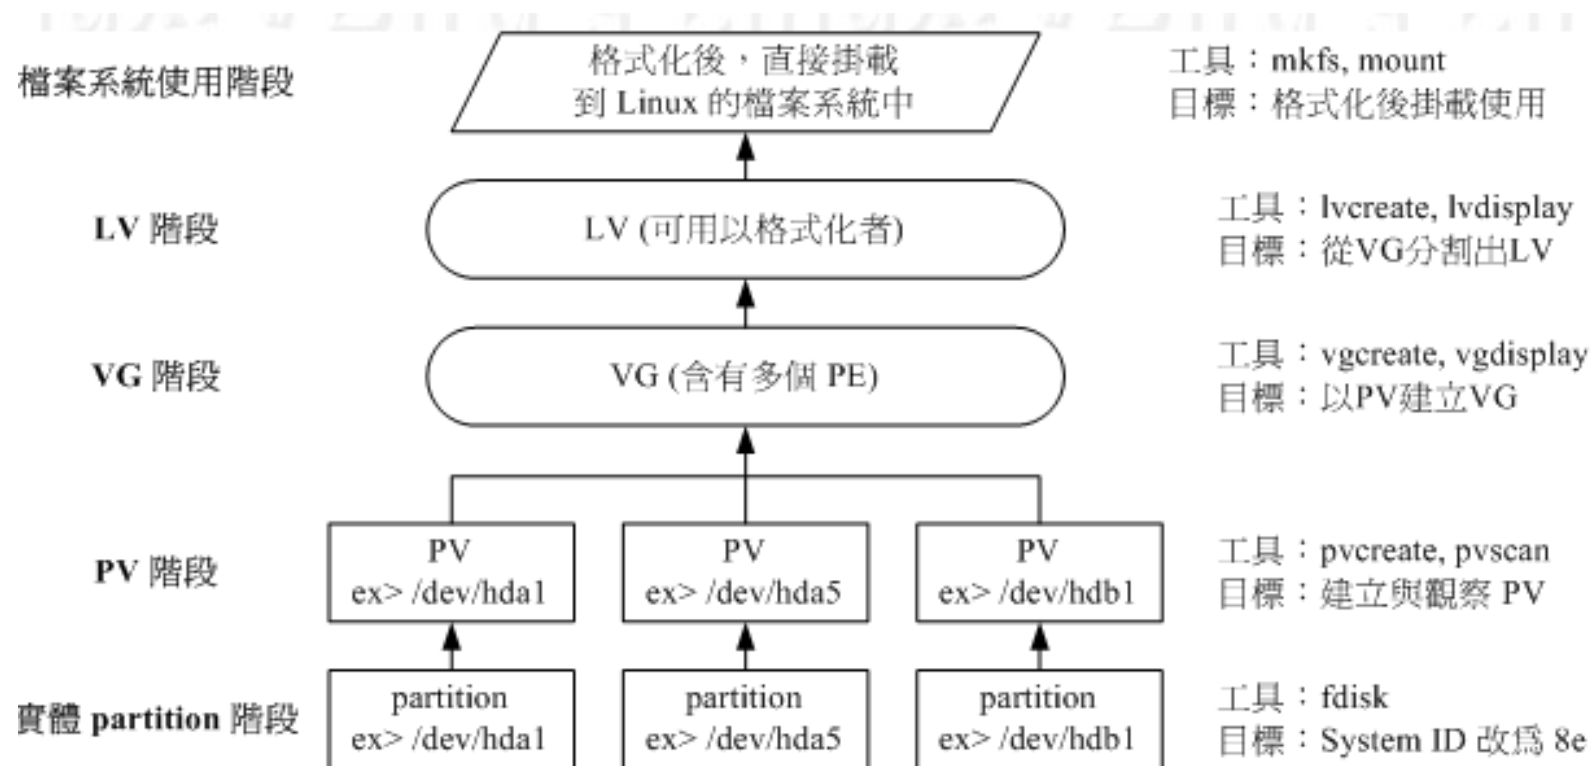 檔案系統使用階段
格式化後，直接掛載
到 Linux 的檔案系統中
工具：mkfs, mount
目標：格式化後掛載使用
LV 階段
LV (可用以格式化者)
工具：lvcreate, lvdisplay
目標：從VG分割出LV
VG 階段
VG (含有多個 PE)
工具：vgcreate, vgdisplay
目標：以PV建立VG
PV 階段
PV
ex> /dev/hda1
PV
ex> /dev/hda5
PV
ex> /dev/hdb1
工具：pvcreate, pvscan
目標：建立與觀察 PV
實體 partition 階段
partition
ex> /dev/hda1
partition
ex> /dev/hda5
partition
ex> /dev/hdb1
工具：fdisk
目標：System ID 改爲 8e